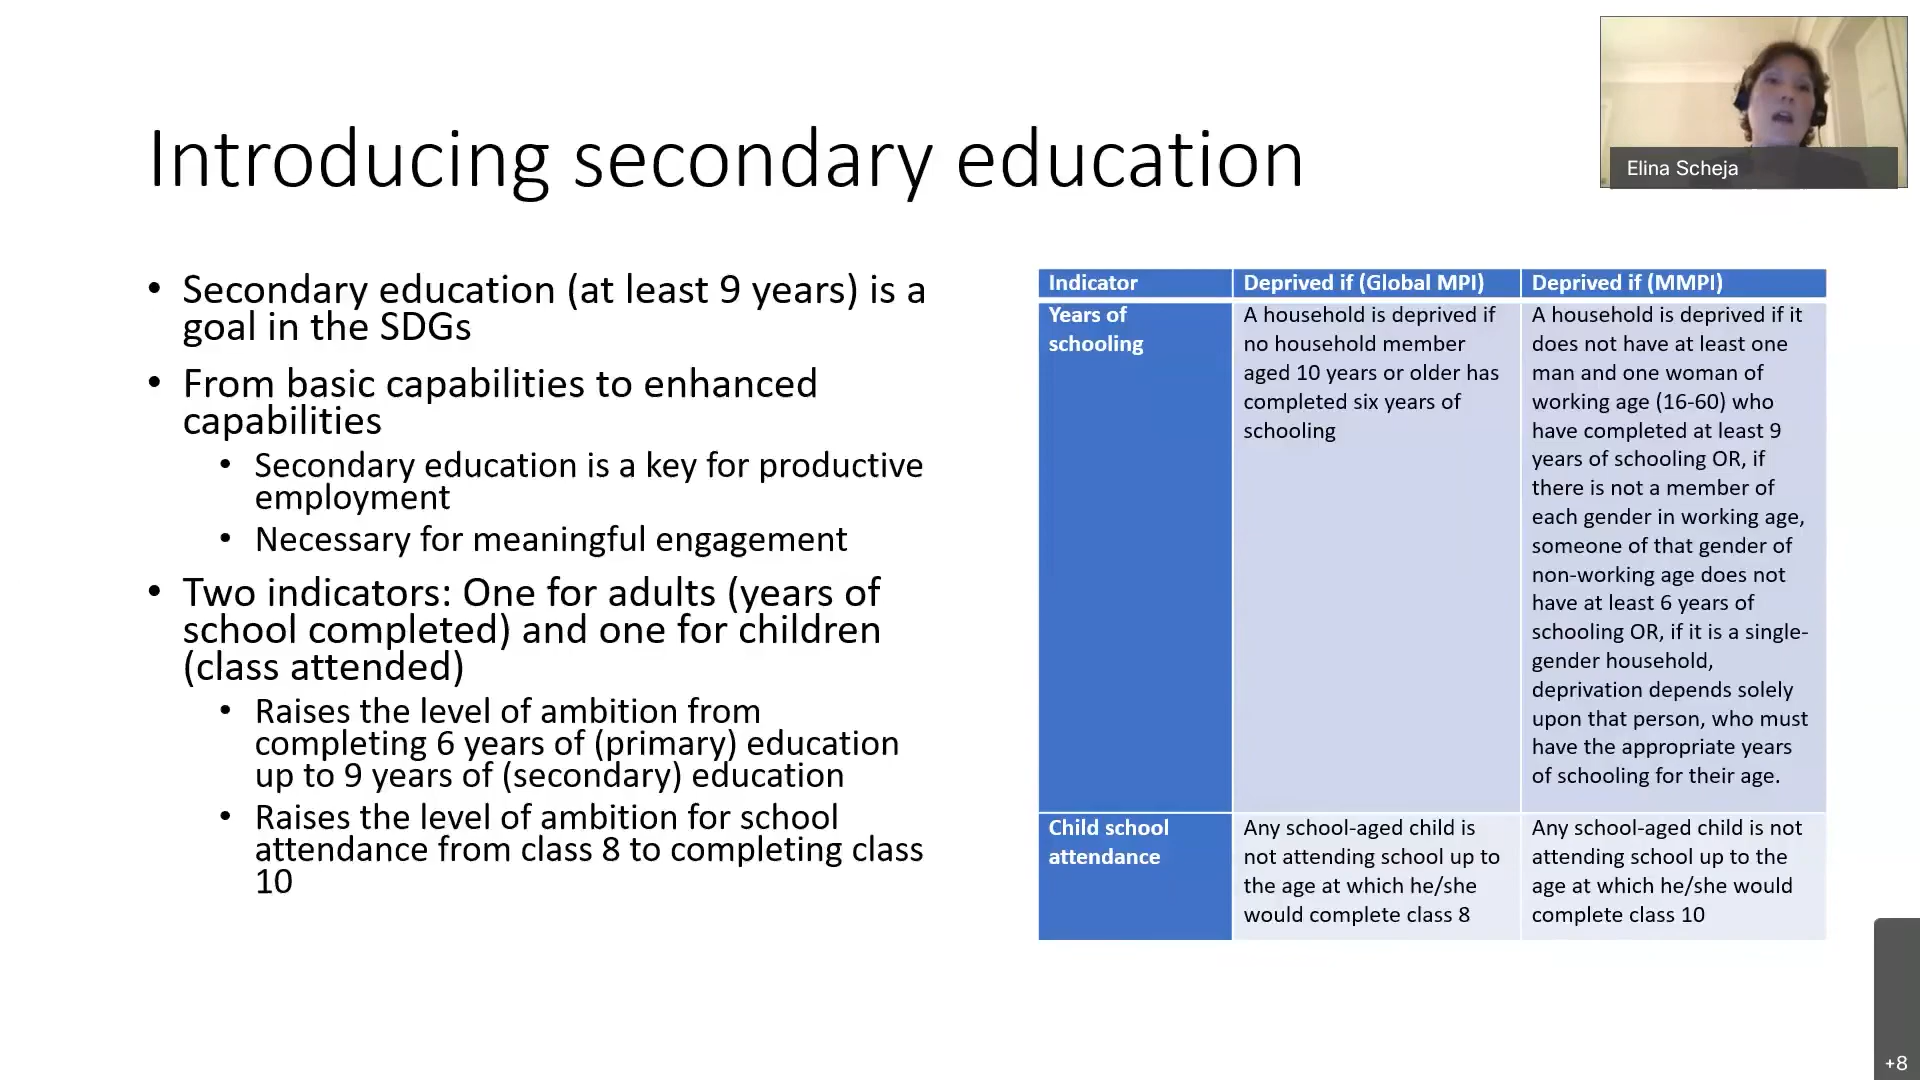 Elina Scheja
Introducing secondary education
• Secondary education (at least 9 years) is a
goal in the SDGs
• From basic capabilities to enhanced
capabilities
• Secondary education is a key for productive
employment
• Necessary for meaningful engagement
• Two indicators: One for adults (years of
school completed) and one for children
(class attended)
• Raises the level of ambition from
completing 6 years of (primary) education
up to 9 years of (secondary) education
• Raises the level of ambition for school
attendance from class 8 to completing class
10
Indicator
Deprived if (Global MPI)
Deprived if (MMPI)
Years of
schooling
A household is deprived if
no household member
aged 10 years or older has
completed six years of
schooling
A household is deprived if it
does not have at least one
man and one woman of
working age (16-60) who
have completed at least 9
years of schooling OR, if
there is not a member of
each gender in working age,
someone of that gender of
non-working age does not
have at least 6 years of
schooling OR, if it is a single-
gender household,
deprivation depends solely
upon that person, who must
have the appropriate years
of schooling for their age.
Child school
attendance
Any school-aged child is
not attending school up to
the age at which he/she
would complete class 8
Any school-aged child is not
attending school up to the
age at which he/she would
complete class 10
+8